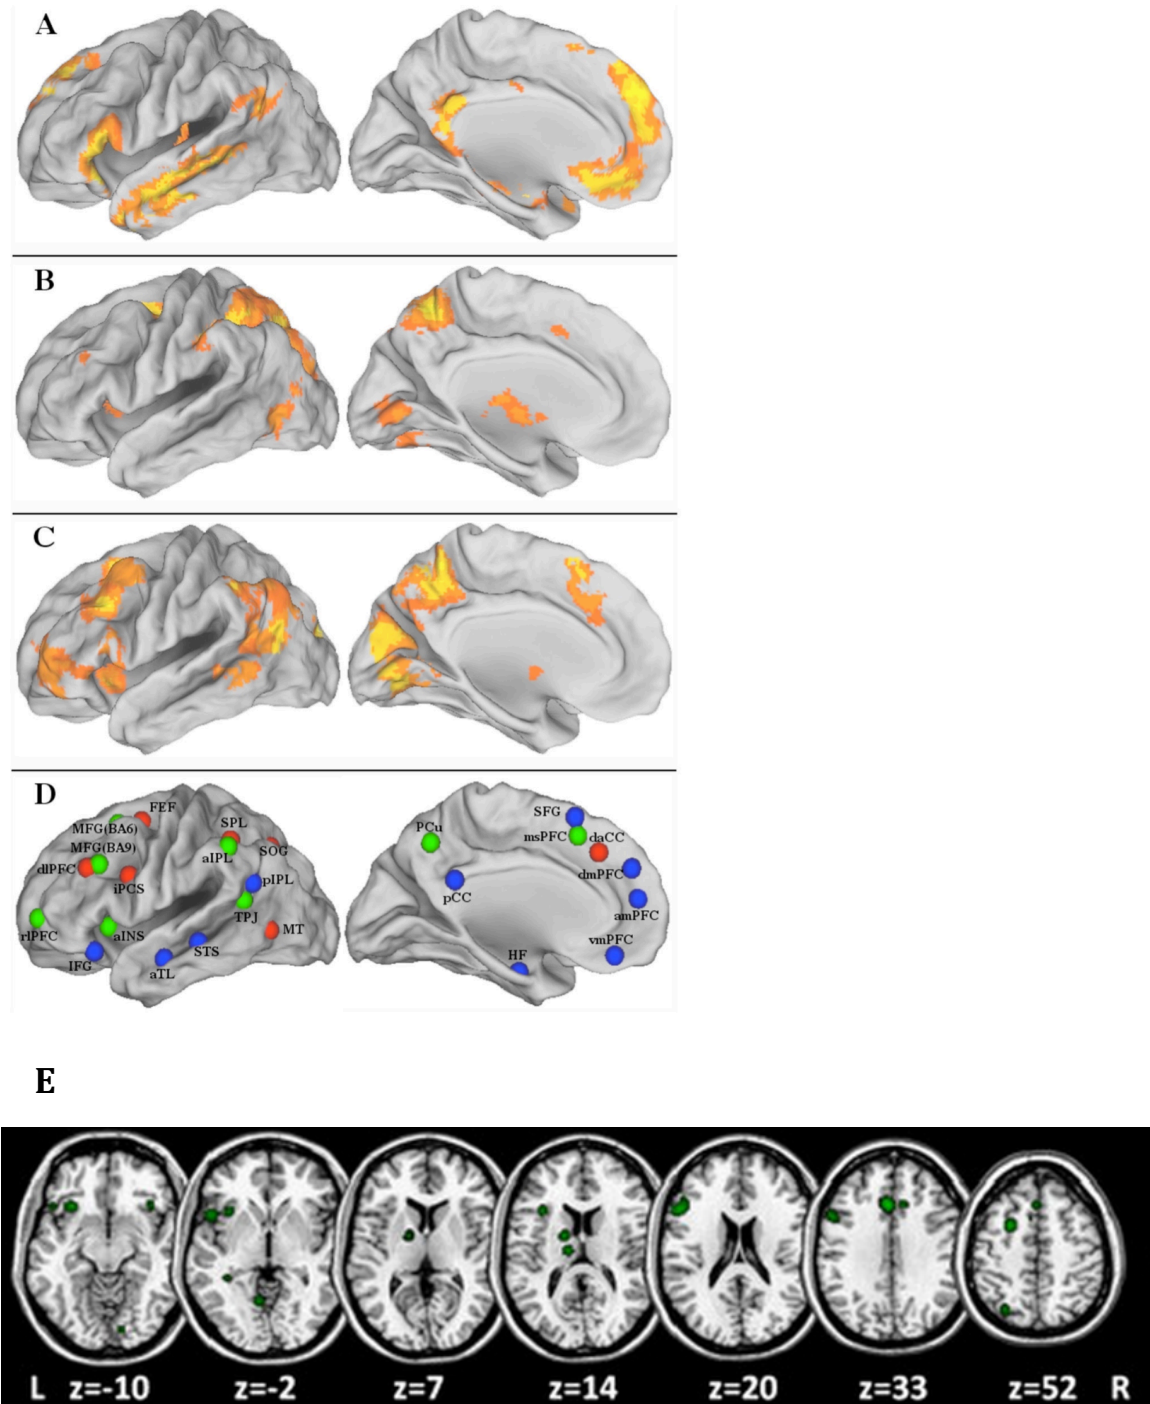 A
B
C
D
FEF
MFG(BA6)
SPL
MFG(BA9)
aIPL
SOG
dlPFC
iPCS
pIPL
TPJ
rlPFC
aINS
MT
IFG
STS
aTL
SFG
PCu
msPFC
daCC
dmPFC
pCC
amPFC
vmPFC
HF
E
L z=-10 z=-2 z=7 z=14 z=20 z=33 z=52 R